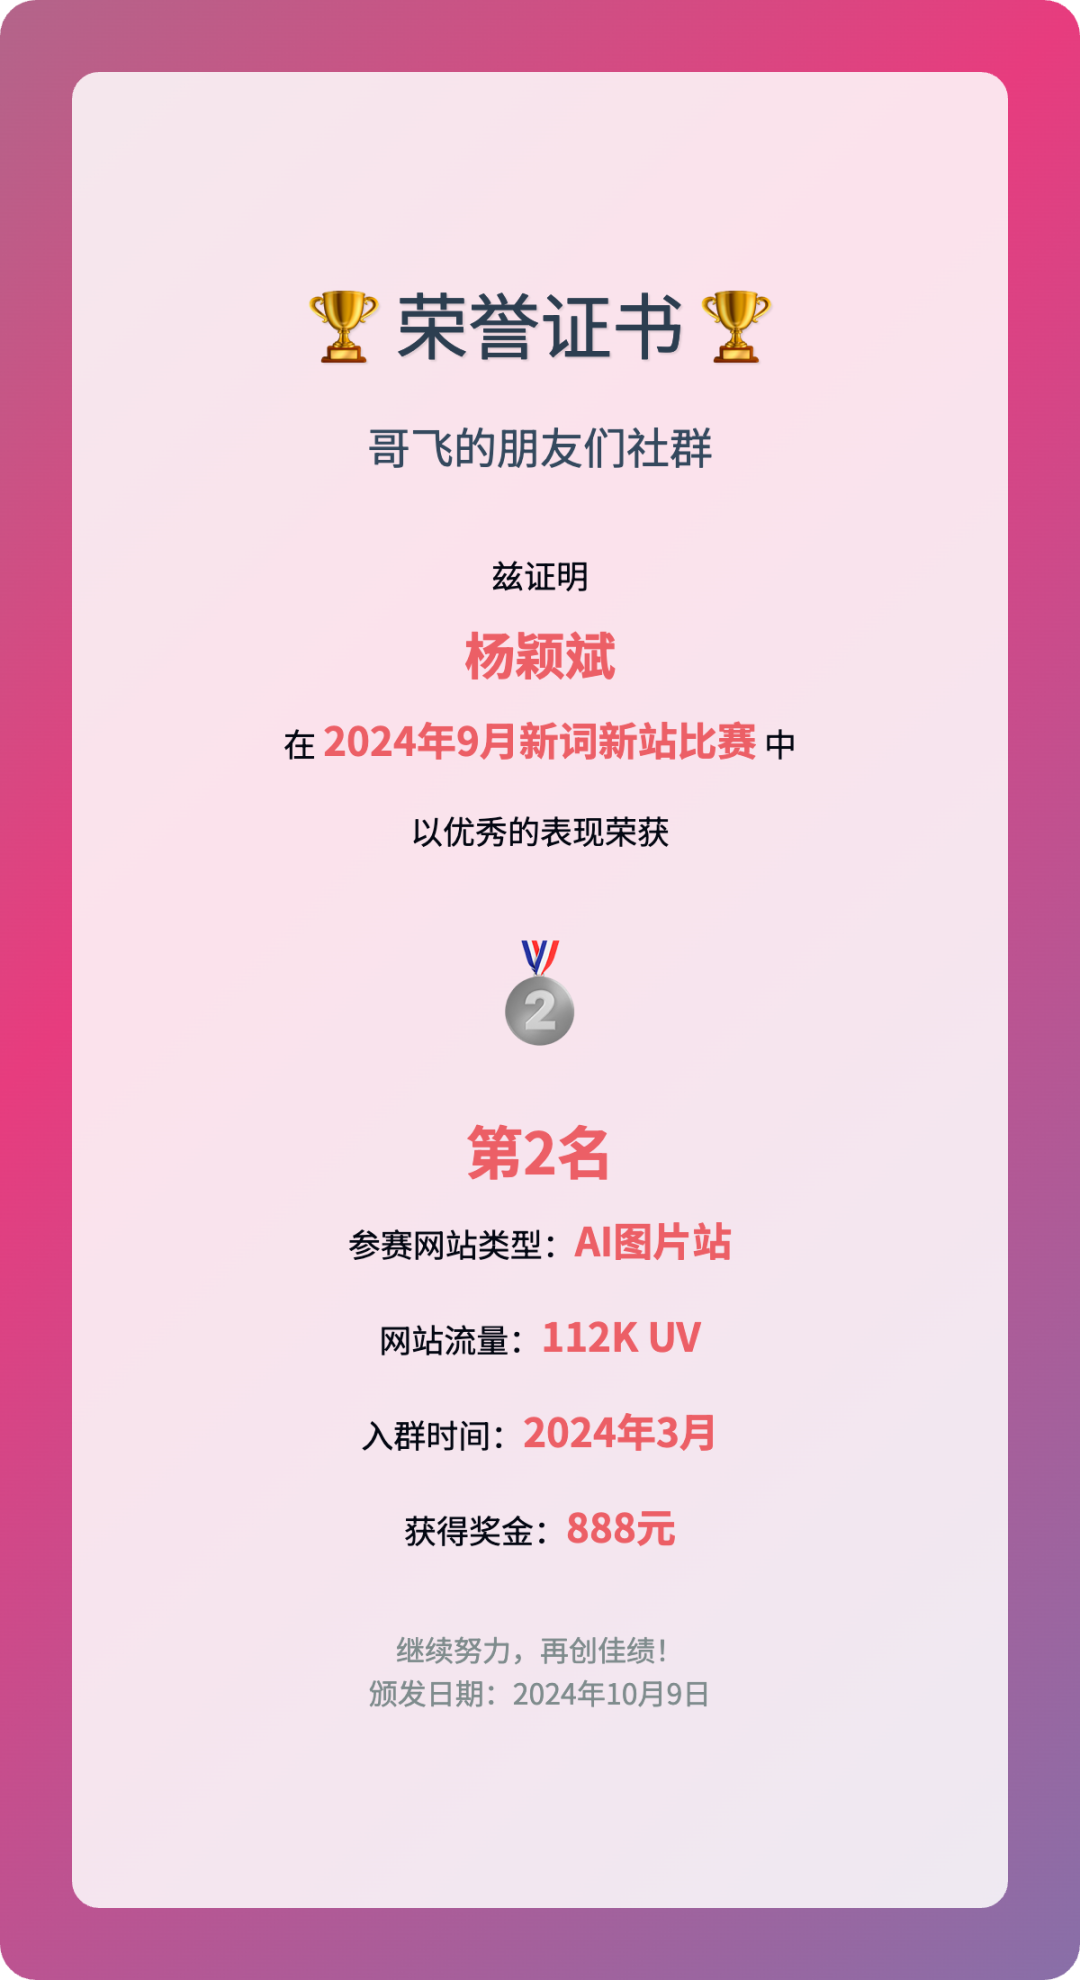 🏆 荣誉证书 🏆
哥飞的朋友们社群
兹证明
杨颖斌
在 2024年9月新词新站比赛 中
以优秀的表现荣获
2
第2名
参赛网站类型：AI图片站
网站流量：112K UV
入群时间：2024年3月
获得奖金：888元
继续努力，再创佳绩！
颁发日期：2024年10月9日